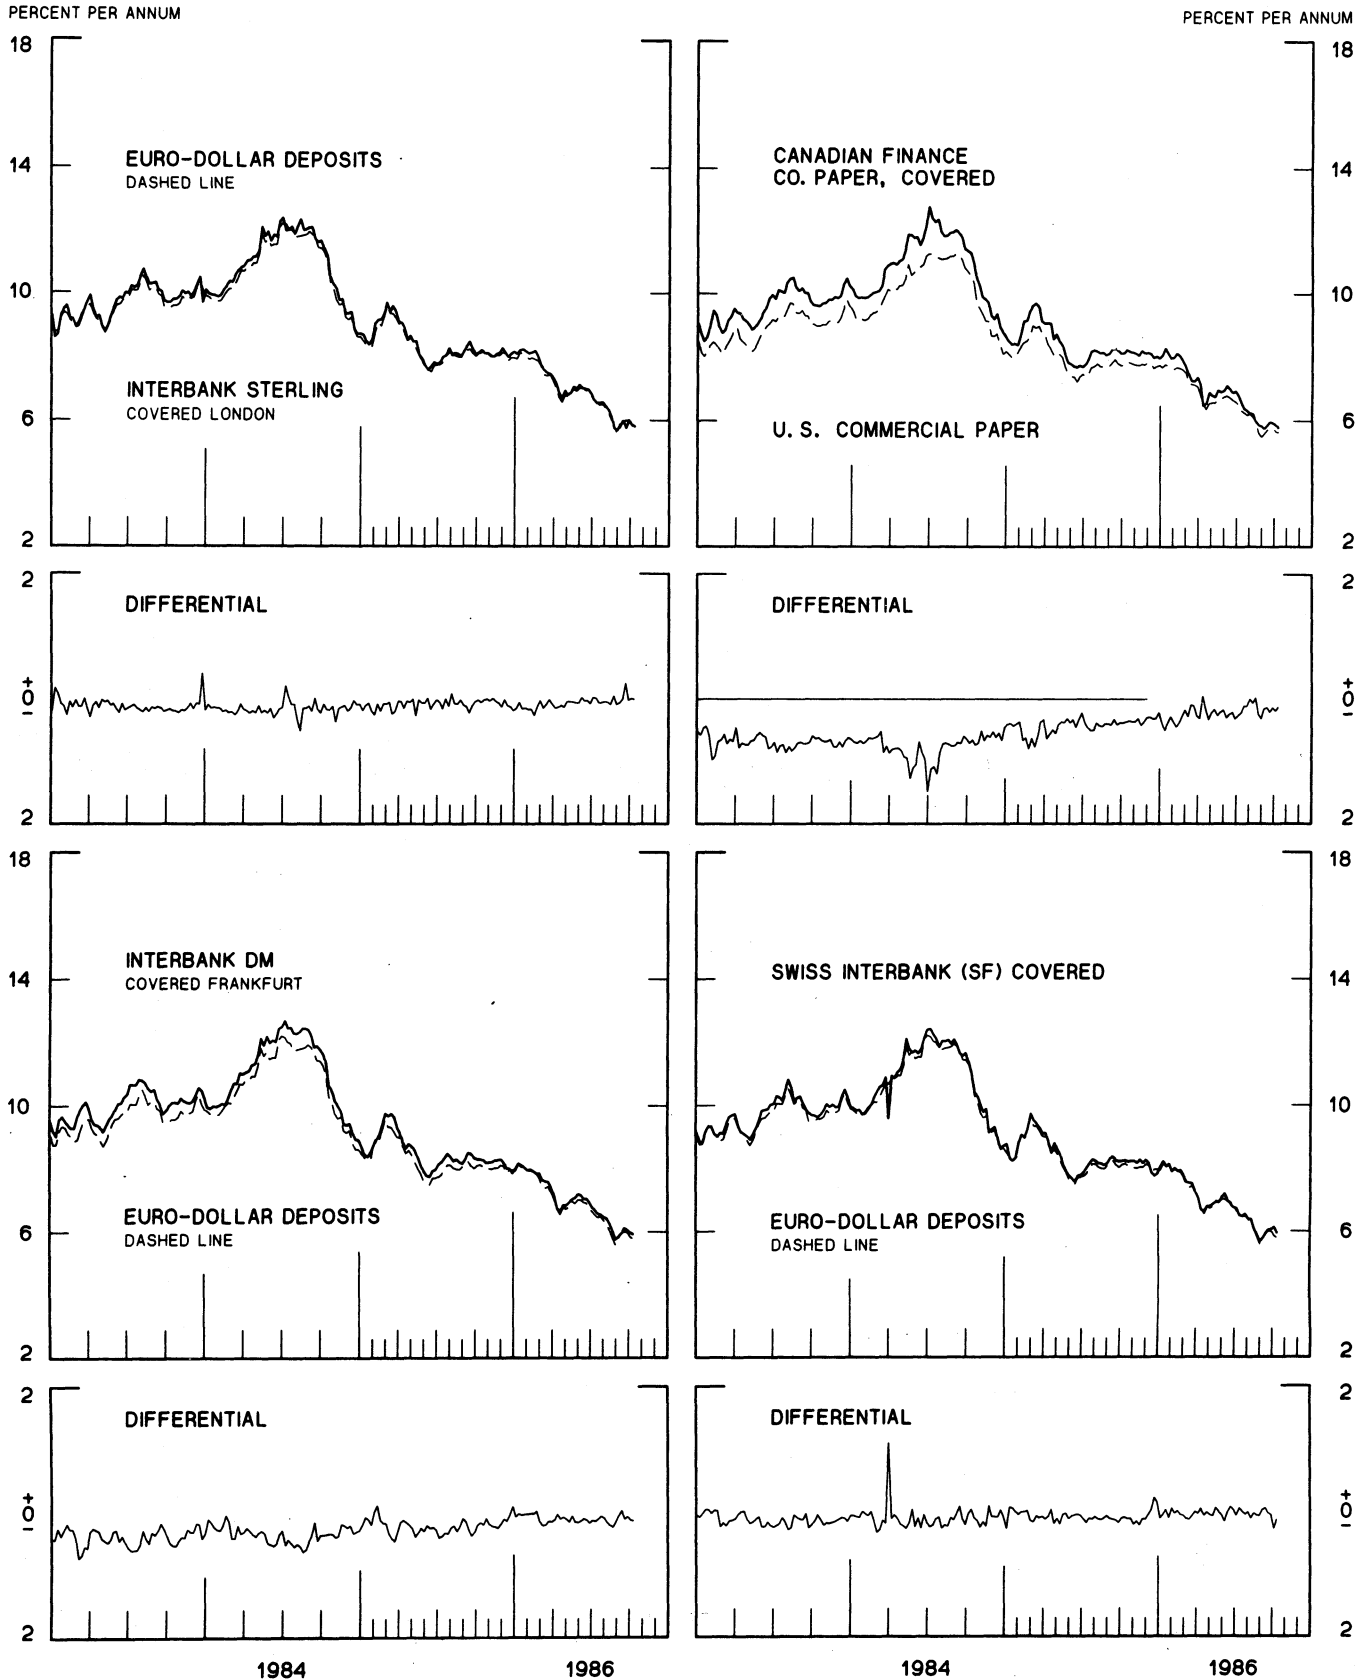 PERCENT PER ANNUM
PERCENT PER ANNUM
18
14
10
6
2
EURO-DOLLAR DEPOSITS
DASHED LINE
INTERBANK STERLING
COVERED LONDON
CANADIAN FINANCE
CO. PAPER, COVERED
U. S. COMMERCIAL PAPER
18
14
10
6
2
2
+
0
–
2
DIFFERENTIAL
DIFFERENTIAL
2
+
0
–
2
18
14
10
6
2
INTERBANK DM
COVERED FRANKFURT
EURO-DOLLAR DEPOSITS
DASHED LINE
SWISS INTERBANK (SF) COVERED
EURO-DOLLAR DEPOSITS
DASHED LINE
18
14
10
6
2
2
+
0
–
2
DIFFERENTIAL
DIFFERENTIAL
2
+
0
–
2
1984
1986
1984
1986